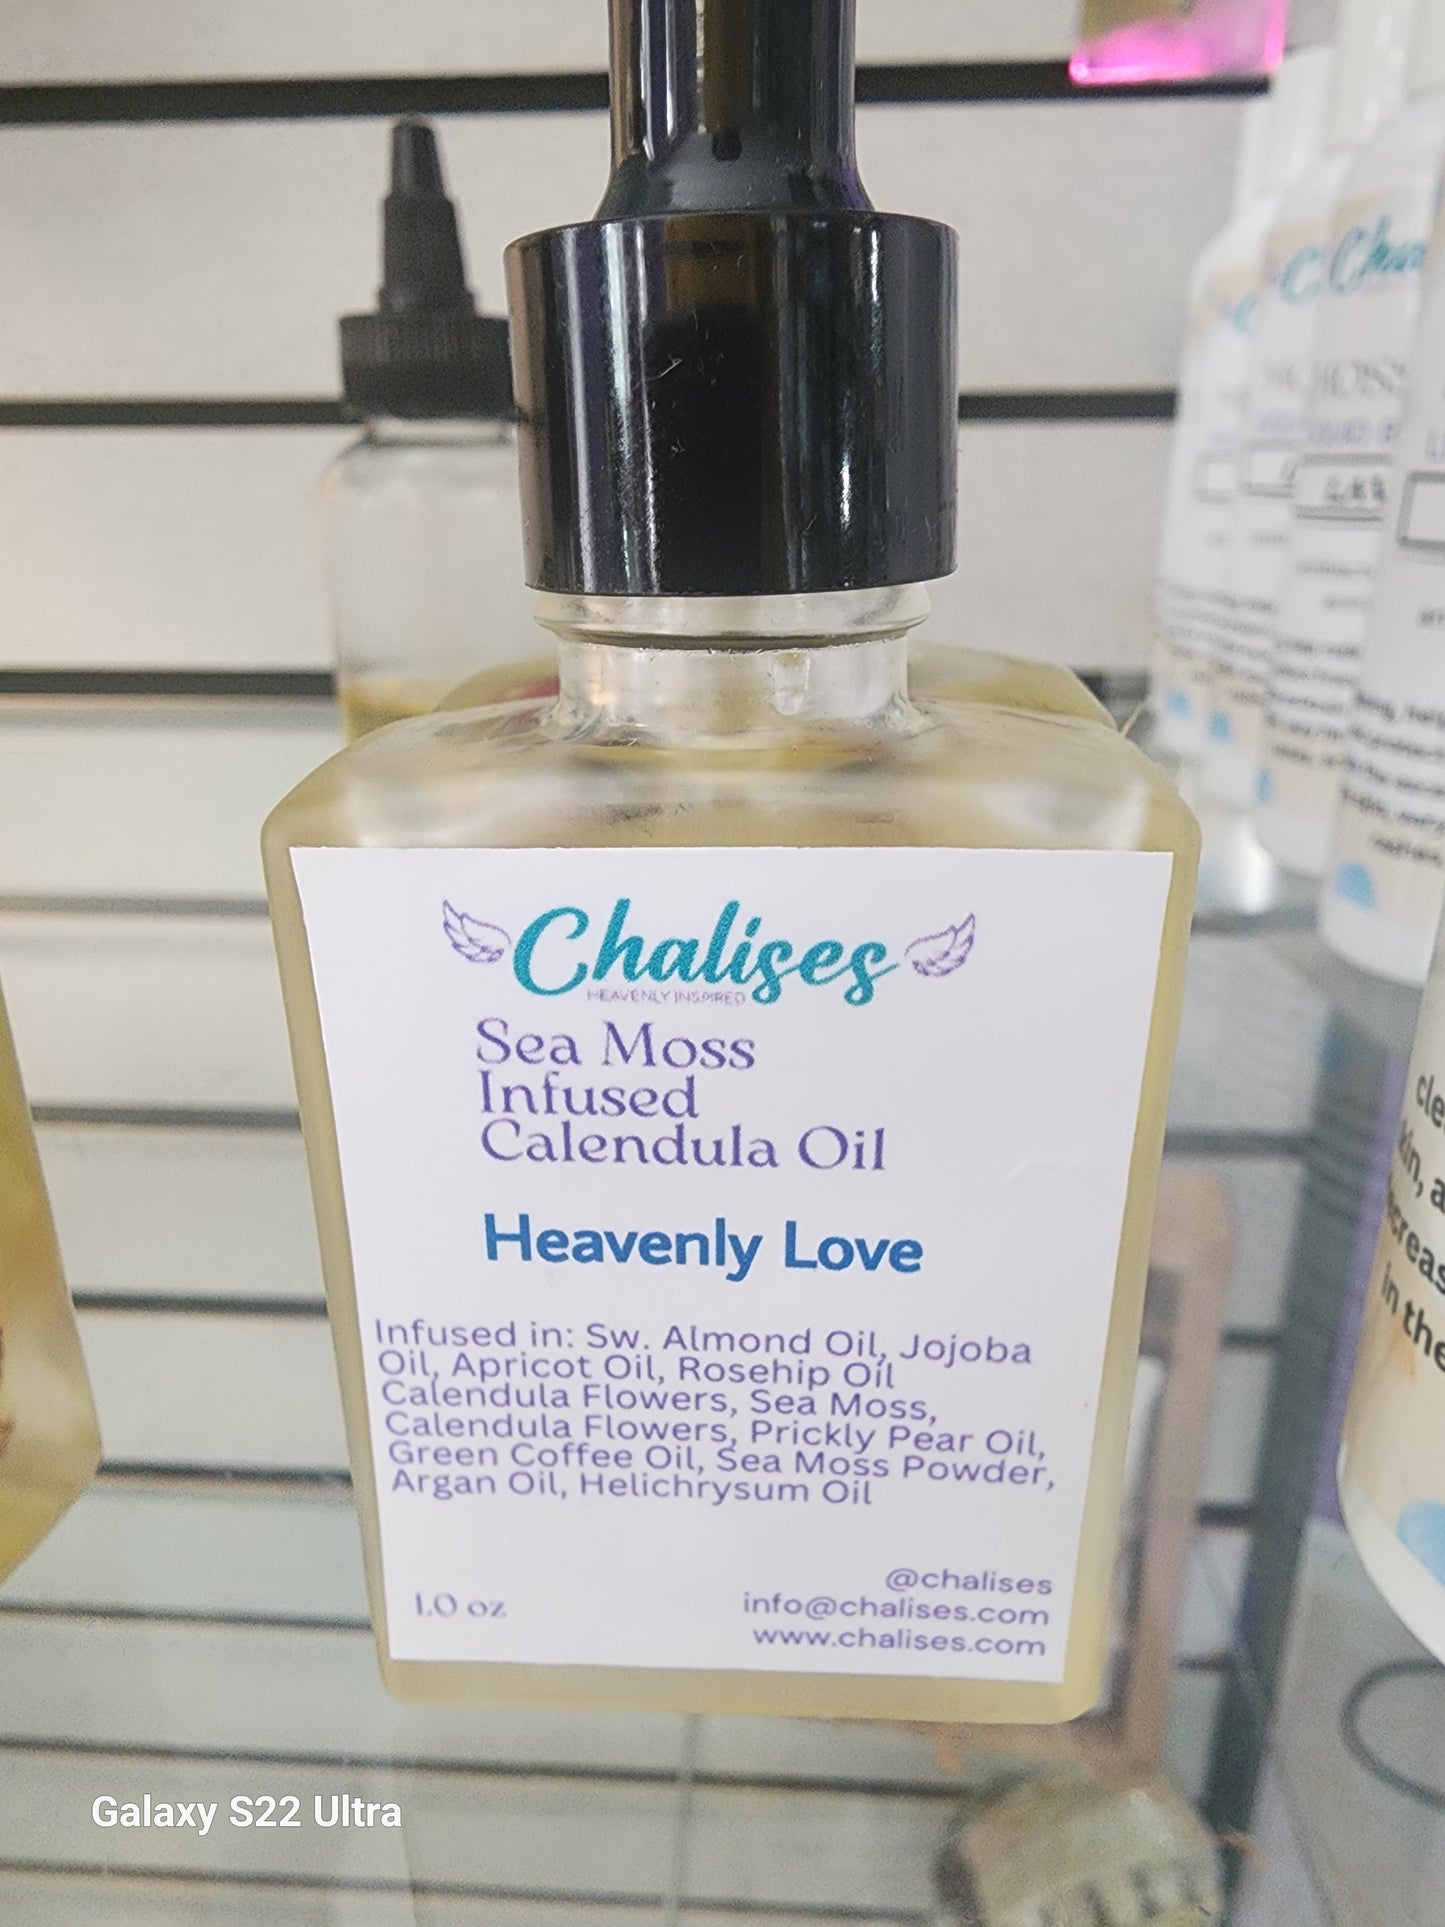 Chalises
HEAVENLY INSPIRED
Sea Moss
Infused
Calendula Oil
Heavenly Love
Infused in: Sw. Almond Oil, Jojoba
Oil, Apricot Oil, Rosehip Oil
Calendula Flowers, Sea Moss,
Calendula Flowers, Prickly Pear Oil,
Green Coffee Oil, Sea Moss Powder,
Argan Oil, Helichrysum Oil
1.0 oz
@chalises
info@chalises.com
www.chalises.com
in the
Galaxy S22 Ultra